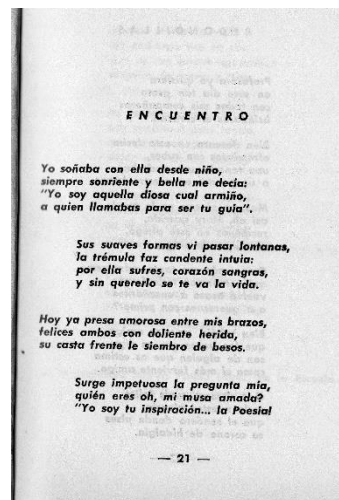 ENCUENTRO
Yo soñaba con ella desde niño,
siempre sonriente y bella me decía:
"Yo soy aquella diosa cual armiño,
a quien llamabas para ser tu guía".
Sus suaves formas vi pasar lontanas,
la trémula faz candente intuía:
por ella sufres, corazón sangras,
y sin quererlo se te va la vida.
Hoy ya presa amorosa entre mis brazos,
felices ambos con doliente herida,
su casta frente le siembro de besos.
Surge impetuosa la pregunta mía,
quién eres oh, mi musa amada?
"Yo soy tu inspiración... la Poesía!
— 21 —